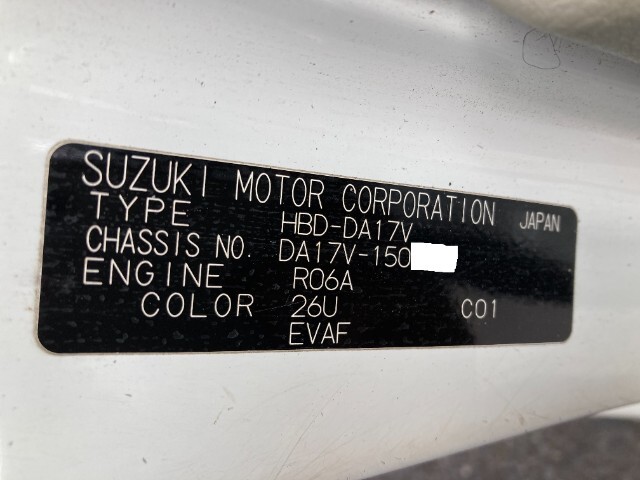 SUZUKI MOTOR CORPORATION JAPAN
TYPE HBD-DA17V
CHASSIS NO. DA17V-150
ENGINE R06A
COLOR 26U C01
EVAF